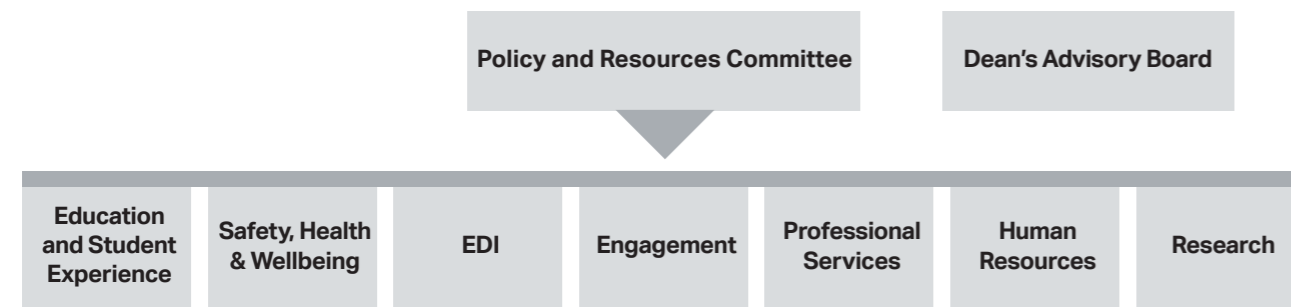 Policy and Resources Committee
Dean’s Advisory Board
Education
and Student
Experience
Safety, Health
& Wellbeing
EDI
Engagement
Professional
Services
Human
Resources
Research